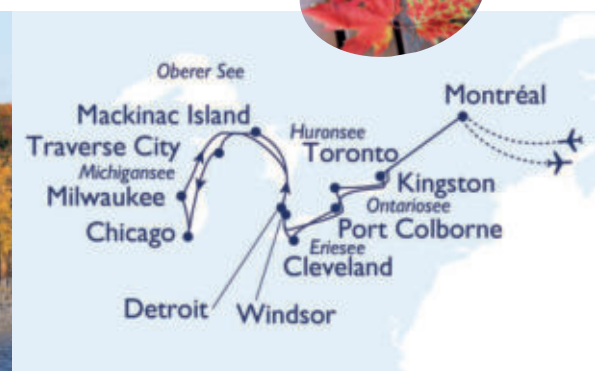 Oberer See
Montréal
Mackinac Island
Huronsee
Traverse City
Toronto
Michigansee
Milwaukee
Kingston
Ontariosee
Chicago
Port Colborne
Eriesee
Cleveland
Detroit
Windsor